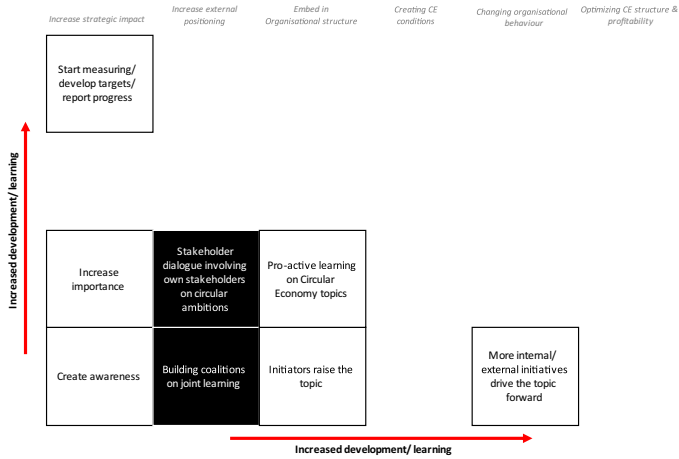 Increase strategic impact
Increase external
positioning
Embed in
Organisational structure
Creating CE
conditions
Changing organisational
behaviour
Optimizing CE structure &
profitability
Start measuring/
develop targets/
report progress
Increased development/ learning
Increase
importance
Stakeholder
dialogue involving
own stakeholders
on circular
ambitions
Pro-active learning
on Circular
Economy topics
Create awareness
Building coalitions
on joint learning
Initiators raise the
topic
More internal/
external initiatives
drive the topic
forward
Increased development/ learning